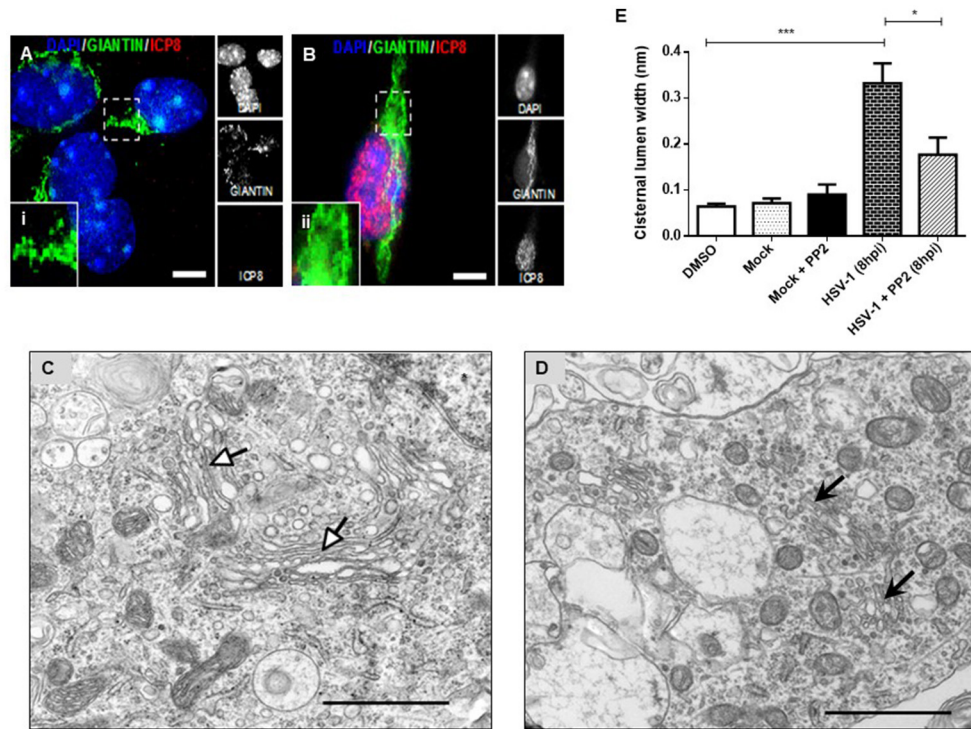 A
DAPI/GIANTIN/ICP8
i
DAPI
GIANTIN
ICP8
B
DAPI/GIANTIN/ICP8
ii
DAPI
GIANTIN
ICP8
E
***
*
Cisternal lumen width (nm)
0.4
0.3
0.2
0.1
0.0
DMSO
Mock
Mock + PP2
HSV-1 (8hpi)
HSV-1 + PP2 (8hpi)
C
D